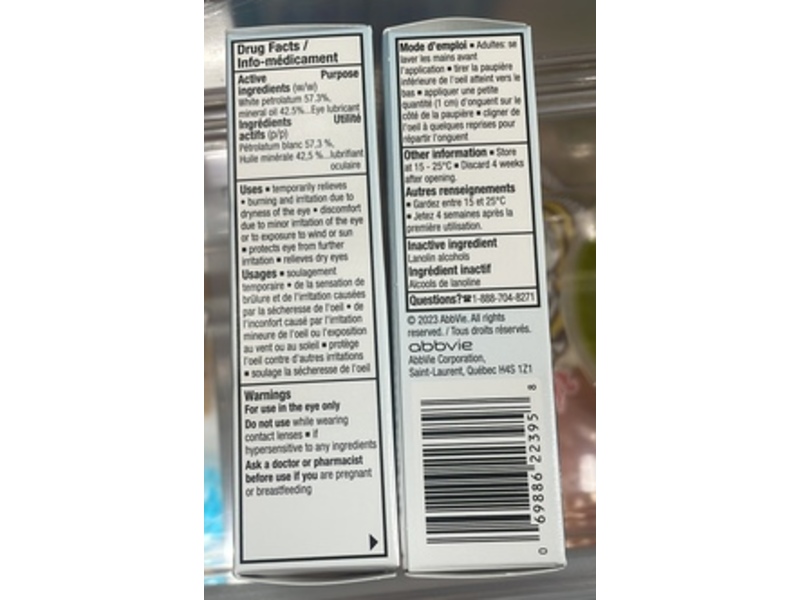 Drug Facts /
Info-médicament
Active Purpose
ingredients (w/w)
White petrolatum 57.3%,
mineral oil 42.5%...Eye lubricant
Ingrédients Utilité
actifs (p/p)
Pétrolatum blanc 57,3 %,
Huile minérale 42,5 %...lubrifiant
oculaire
Uses ▪ temporarily relieves
▪ burning and irritation due to
dryness of the eye ▪ discomfort
due to minor irritation of the eye
or to exposure to wind or sun
▪ protects eye from further
irritation ▪ relieves dry eyes
Usages ▪ soulagement
temporaire ▪ de la sensation de
brûlure et de l'irritation causées
par la sécheresse de l'oeil ▪ de
l'inconfort causé par l'irritation
mineure de l'oeil ou l'exposition
au vent ou au soleil ▪ protège
l'oeil contre d'autres irritations
▪ soulage la sécheresse de l'oeil
Warnings
For use in the eye only
Do not use while wearing
contact lenses ▪ if
hypersensitive to any ingredients
Ask a doctor or pharmacist
before use if you are pregnant
or breastfeeding
Mode d'emploi ▪ Adultes: se
laver les mains avant
l'application ▪ tirer la paupière
inférieure de l'oeil atteint vers le
bas ▪ appliquer une petite
quantité (1 cm) d'onguent sur le
côté de la paupière ▪ cligner de
l'oeil à quelques reprises pour
répartir l'onguent
Other information ▪ Store
at 15 - 25°C ▪ Discard 4 weeks
after opening.
Autres renseignements
▪ Gardez entre 15 et 25°C
▪ Jetez 4 semaines après la
première utilisation.
Inactive ingredient
Lanolin alcohols
Ingrédient inactif
Alcools de lanoline
Questions?☎1-888-704-8271
© 2023 AbbVie. All rights
reserved. / Tous droits réservés.
abbvie
AbbVie Corporation,
Saint-Laurent, Québec H4S 1Z1
0 69886 22395 8